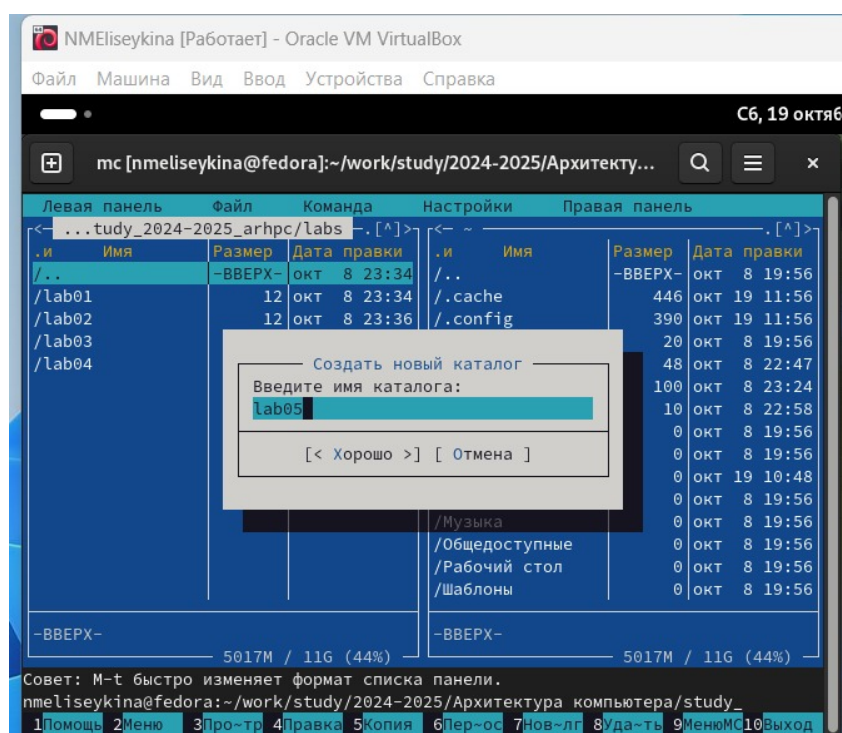 NMEliseykina [Работает] - Oracle VM VirtualBox
Файл Машина Вид Ввод Устройства Справка
Сб, 19 октяб
mc [nmeliseykina@fedora]:~/work/study/2024-2025/Архитекту...
Левая панель Файл Команда Настройки Правая панель
<- ...tudy_2024-2025_arhpc/labs -.[^]> <- ~ .[^]>
.и Имя Размер Дата правки .и Имя Размер Дата правки
/.. -ВВЕРХ- окт 8 23:34 /.. -ВВЕРХ- окт 8 19:56
/lab01 12 окт 8 23:34 /.cache 446 окт 19 11:56
/lab02 12 окт 8 23:36 /.config 390 окт 19 11:56
/lab03 20 окт 8 19:56
/lab04 Создать новый каталог 48 окт 8 22:47
Введите имя каталога: 100 окт 8 23:24
lab05 10 окт 8 22:58
0 окт 8 19:56
[< Хорошо >] [ Отмена ] 0 окт 8 19:56
0 окт 19 10:48
0 окт 8 19:56
/Музыка 0 окт 8 19:56
/Общедоступные 0 окт 8 19:56
/Рабочий стол 0 окт 8 19:56
/Шаблоны 0 окт 8 19:56
-ВВЕРХ- -ВВЕРХ-
5017M / 11G (44%) 5017M / 11G (44%)
Совет: M-t быстро изменяет формат списка панели.
nmeliseykina@fedora:~/work/study/2024-2025/Архитектура компьютера/study_
1Помощь 2Меню 3Про~тр 4Правка 5Копия 6Пер~ос 7Нов~лг 8Уда~ть 9МенюMC 10Выход